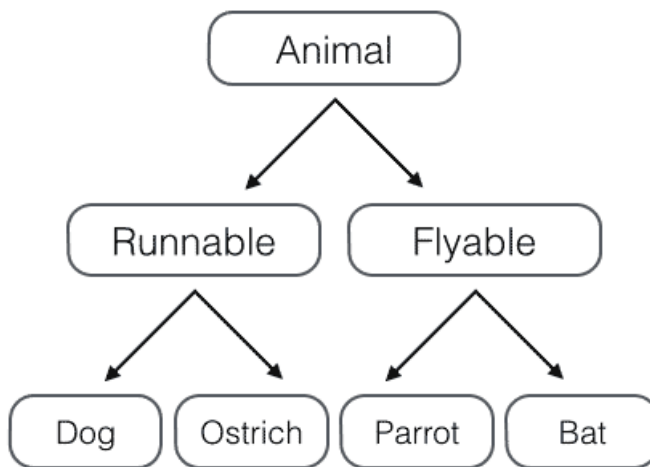 Animal
Runnable
Flyable
Dog
Ostrich
Parrot
Bat